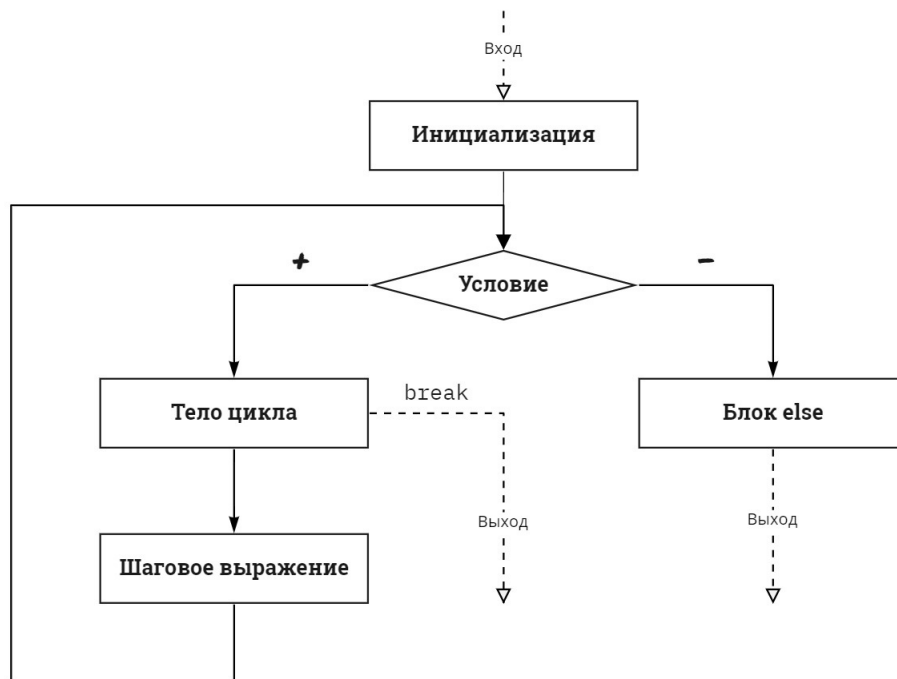 Вход
Инициализация
+
-
Условие
Тело цикла
break
Блок else
Выход
Выход
Шаговое выражение